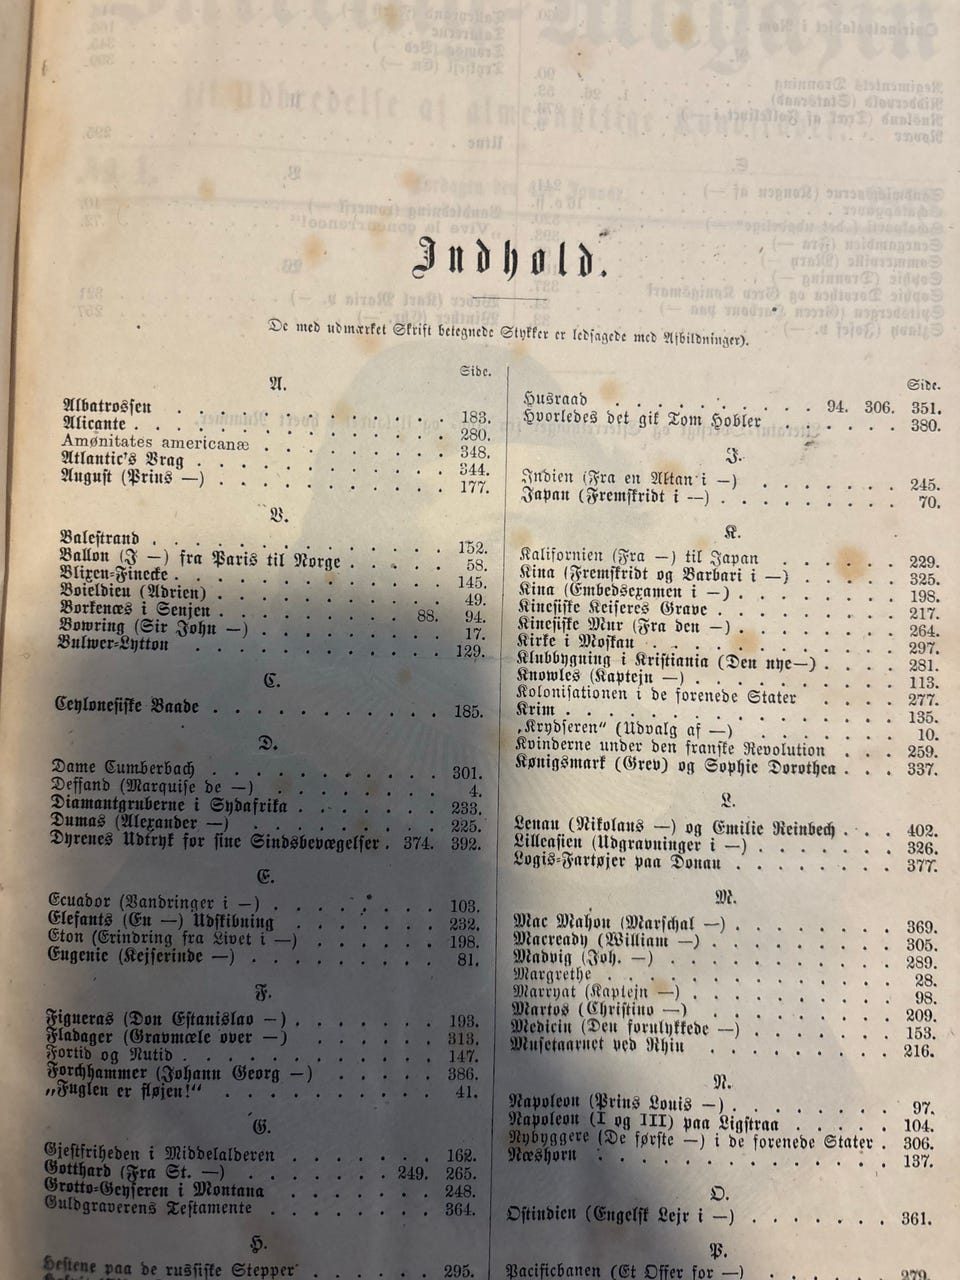 Indhold.
De med udmærket Skrift betegnede Stykker er ledsagede med Afbildninger).
Side.
A.
Albatrossen . . . 183.
Alicante . . . 280.
Amønitates americanæ . . . 348.
Atlantic's Vrag . . . 344.
August (Prins —) . . . 177.
B.
Balestrand . . . 152.
Ballon (I —) fra Paris til Norge . . . 58.
Blixen=Finecke . . . 145.
Boieldieu (Adrien) . . . 49.
Borkenæs i Senjen . . . 88. 94.
Bowring (Sir John —) . . . 17.
Bulwer=Lytton . . . 129.
C.
Ceylonesiske Baade . . . 185.
D.
Dame Cumberbach . . . 301.
Deffand (Marquise de —) . . . 4.
Diamantgruberne i Sydafrika . . . 233.
Dumas (Alexander —) . . . 225.
Dyrenes Udtryk for sine Sindsbevægelser . 374. 392.
E.
Ecuador (Vandringer i —) . . . 103.
Elefants (En —) Udskibning . . . 232.
Eton (Erindring fra Livet i —) . . . 198.
Eugenie (Kejserinde —) . . . 81.
F.
Figueras (Don Estanislao —) . . . 193.
Fladager (Gravmæle over —) . . . 313.
Fortid og Nutid . . . 147.
Forchhammer (Johann Georg —) . . . 386.
„Fuglen er fløjen!“ . . . 41.
G.
Gjestfriheden i Middelalderen . . . 162.
Gotthard (Fra St. —) . . . 249. 265.
Grotto=Geyseren i Montana . . . 248.
Guldgraverens Testamente . . . 364.
H.
Hestene paa de russiske Stepper . . . 295.
Side.
Husraad . . . 94. 306. 351.
Hvorledes det gik Tom Hobler . . . 380.
I.
Indien (Fra en Altan i —) . . . 245.
Japan (Fremskridt i —) . . . 70.
K.
Kalifornien (Fra —) til Japan . . . 229.
Kina (Fremskridt og Barbari i —) . . . 325.
Kina (Embedsexamen i —) . . . 198.
Kinesiske Keiseres Grave . . . 217.
Kinesiske Mur (Fra den —) . . . 264.
Kirke i Moskau . . . 297.
Klubbygning i Kristiania (Den nye—) . . . 281.
Knowles (Kaptejn —) . . . 113.
Kolonisationen i de forenede Stater . . . 277.
Krim . . . 135.
„Krydseren“ (Udvalg af —) . . . 10.
Kvinderne under den franske Revolution . . . 259.
Kønigsmark (Grev) og Sophie Dorothea . . . 337.
L.
Lenau (Nikolaus —) og Emilie Reinbech . . . 402.
Lilleasien (Udgravninger i —) . . . 326.
Logis=Fartøjer paa Donau . . . 377.
M.
Mac Mahon (Marschal —) . . . 369.
Macready (William —) . . . 305.
Madvig (Joh. —) . . . 289.
Margrethe . . . 28.
Marryat (Kaptejn —) . . . 98.
Martos (Christino —) . . . 209.
Medicin (Den forulykkede —) . . . 153.
Musetaarnet ved Rhin . . . 216.
N.
Napoleon (Prins Louis —) . . . 97.
Napoleon (I og III) paa Ligstraa . . . 104.
Nybyggere (De første —) i de forenede Stater . 306.
Næshorn . . . 137.
O.
Ostindien (Engelsk Lejr i —) . . . 361.
P.
Pacificbanen (Et Offer for —) . . . 279.